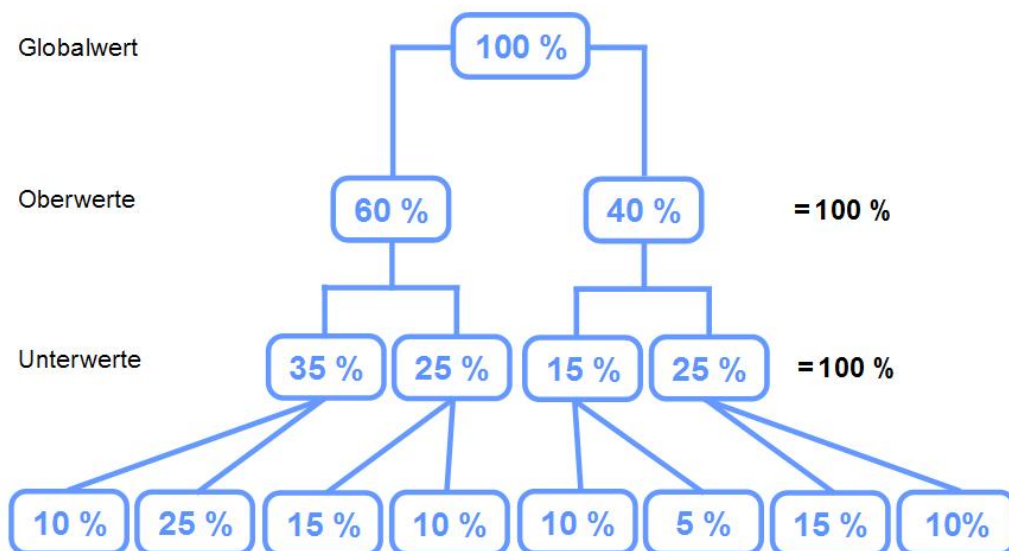 Globalwert 100 %
Oberwerte 60 % 40 % = 100 %
Unterwerte 35 % 25 % 15 % 25 % = 100 %
10 % 25 % 15 % 10 % 10 % 5 % 15 % 10%